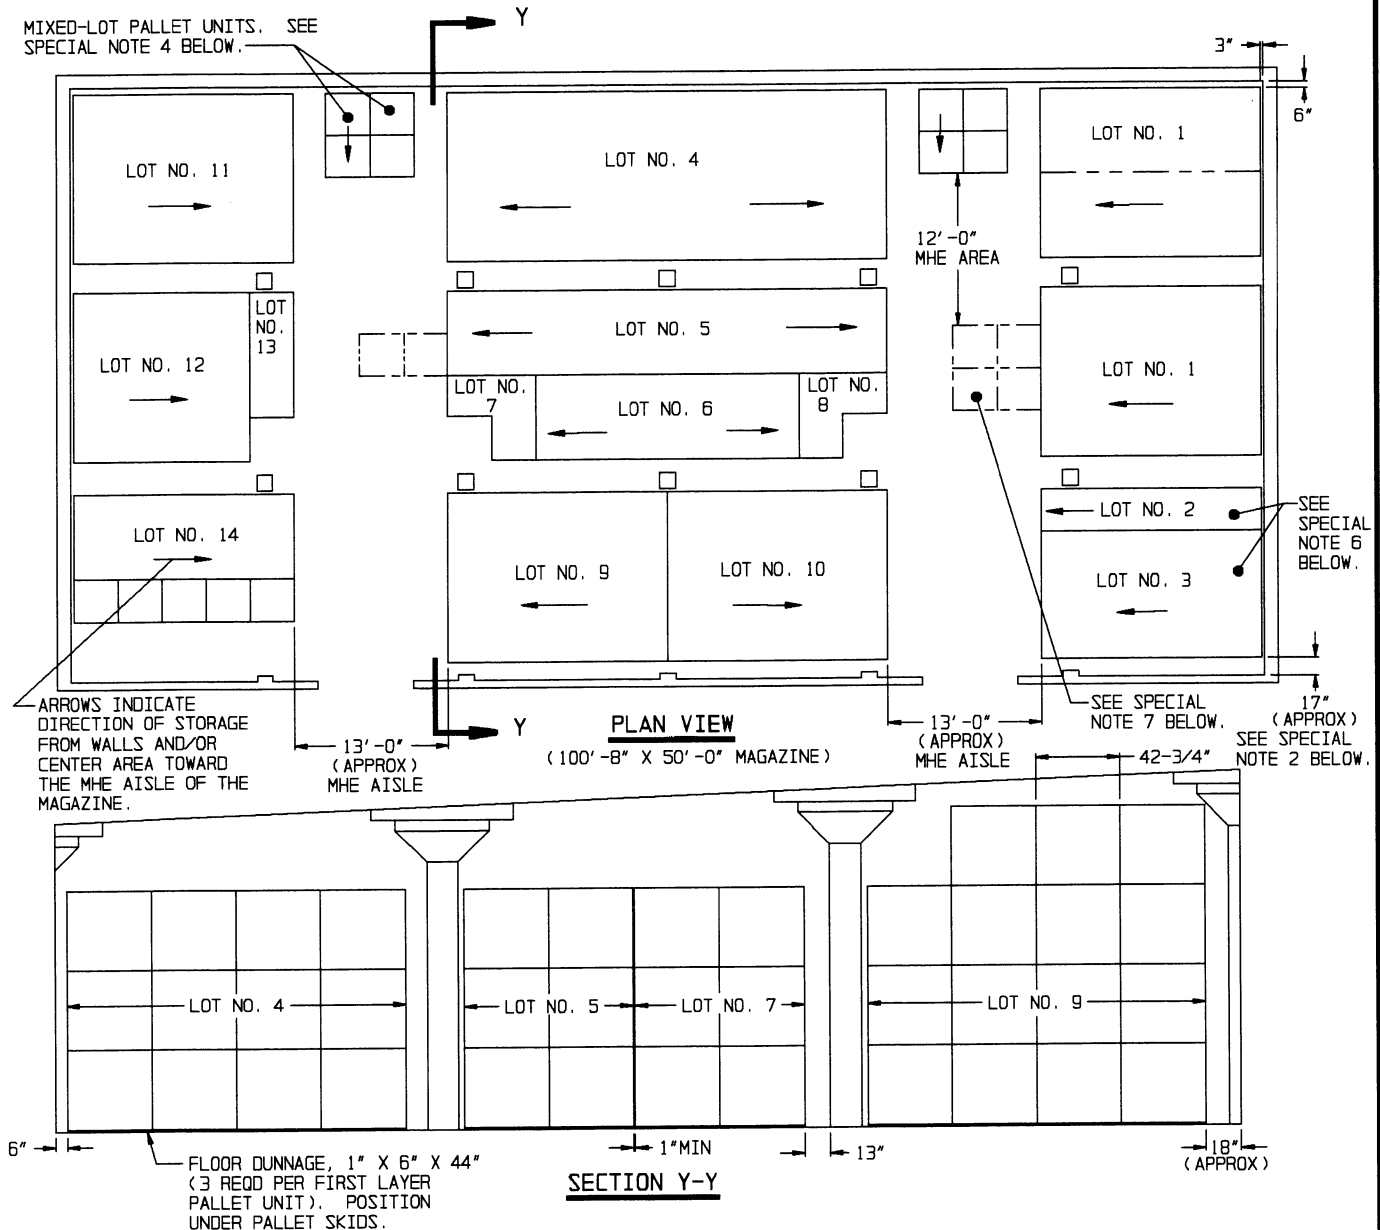 MIXED-LOT PALLET UNITS. SEE
SPECIAL NOTE 4 BELOW.
Y
3"
6"
LOT NO. 11
LOT NO. 4
LOT NO. 1
12'-0"
MHE AREA
LOT
NO.
13
LOT NO. 12
LOT NO. 5
LOT NO.
7
LOT NO. 6
LOT NO.
8
LOT NO. 1
LOT NO. 14
LOT NO. 9
LOT NO. 10
LOT NO. 2
LOT NO. 3
SEE
SPECIAL
NOTE 6
BELOW.
ARROWS INDICATE
DIRECTION OF STORAGE
FROM WALLS AND/OR
CENTER AREA TOWARD
THE MHE AISLE OF THE
MAGAZINE.
13'-0"
(APPROX)
MHE AISLE
Y
PLAN VIEW
(100'-8" X 50'-0" MAGAZINE)
13'-0"
(APPROX)
MHE AISLE
SEE SPECIAL
NOTE 7 BELOW.
17"
(APPROX)
SEE SPECIAL
NOTE 2 BELOW.
42-3/4"
LOT NO. 4
LOT NO. 5
LOT NO. 7
LOT NO. 9
6"
FLOOR DUNNAGE, 1" X 6" X 44"
(3 REQD PER FIRST LAYER
PALLET UNIT). POSITION
UNDER PALLET SKIDS.
1"MIN
13"
18"
(APPROX)
SECTION Y-Y